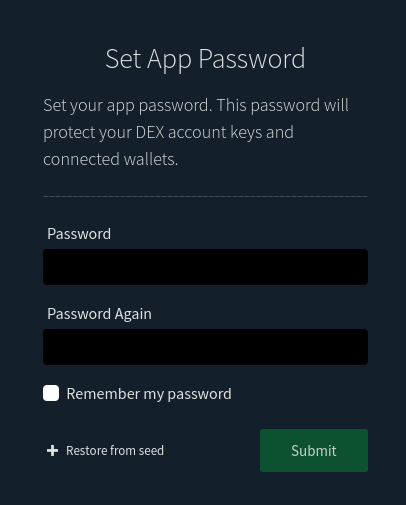 Set App Password
Set your app password. This password will
protect your DEX account keys and
connected wallets.
Password
Password Again
Remember my password
Restore from seed
Submit